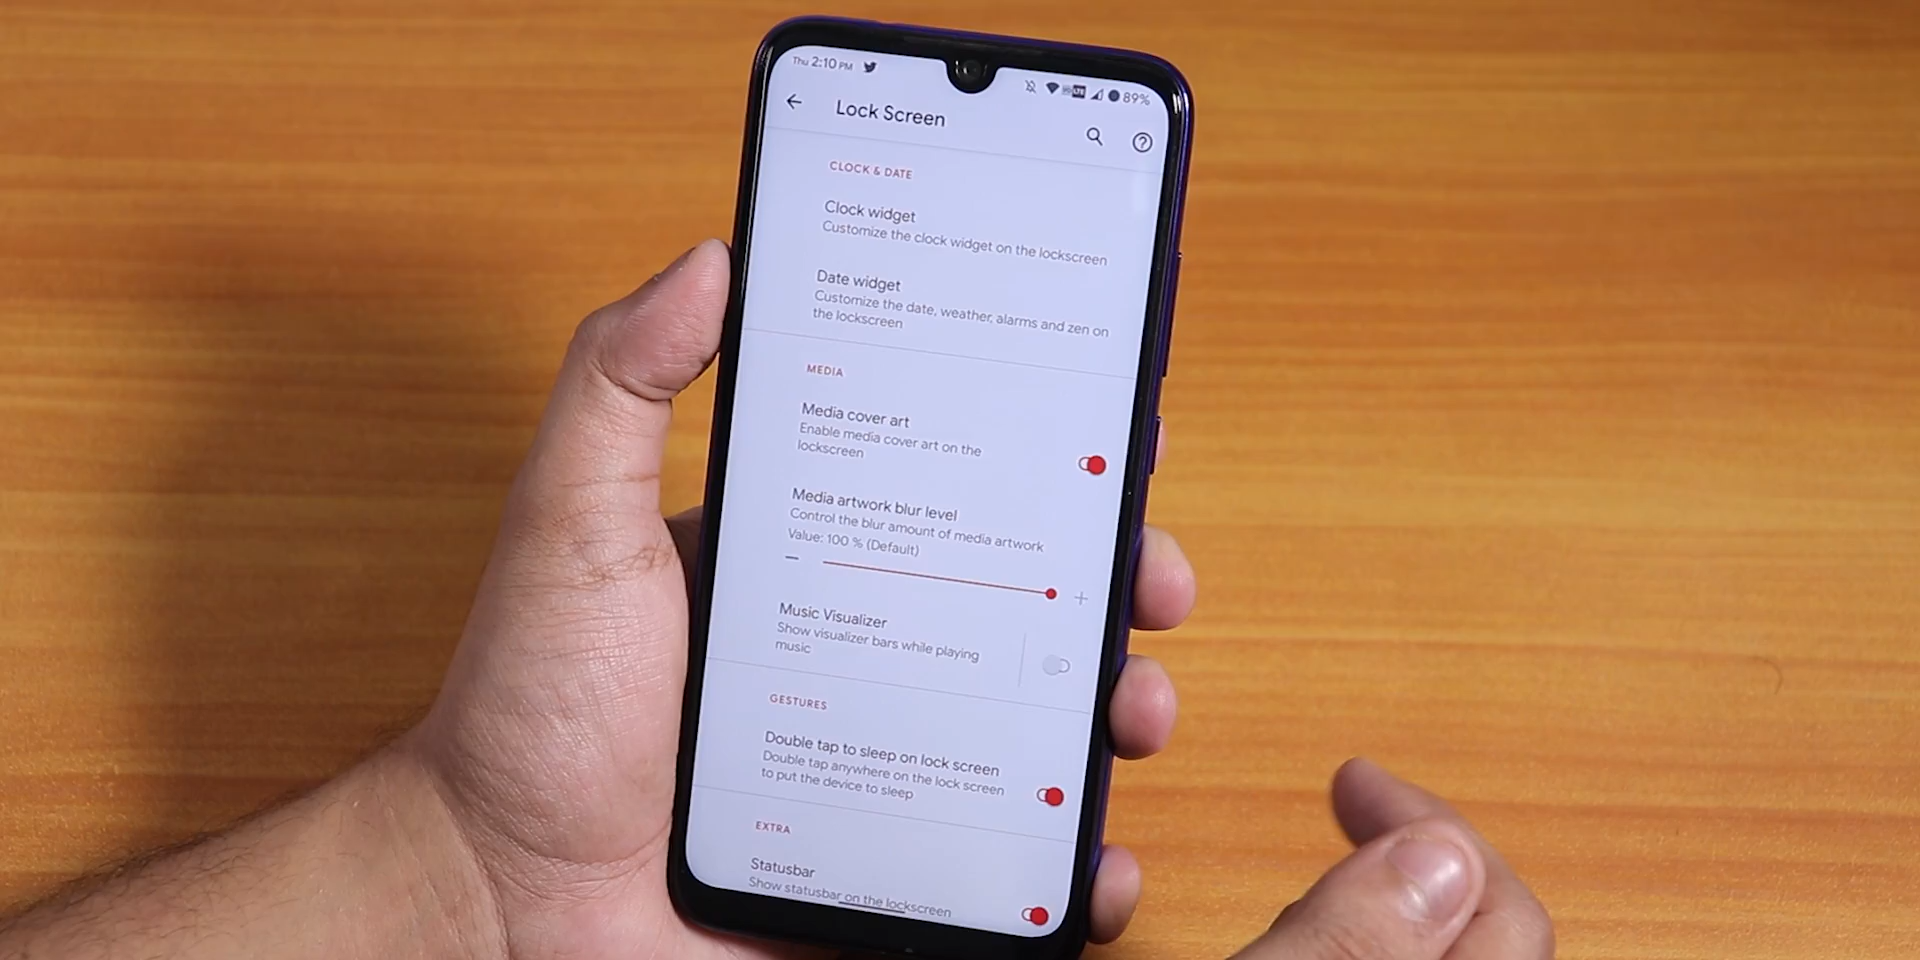 Thu 2:10 PM
89%
Lock Screen
CLOCK & DATE
Clock widget
Customize the clock widget on the lockscreen
Date widget
Customize the date, weather, alarms and zen on
the lockscreen
MEDIA
Media cover art
Enable media cover art on the
lockscreen
Media artwork blur level
Control the blur amount of media artwork
Value: 100 % (Default)
Music Visualizer
Show visualizer bars while playing
music
GESTURES
Double tap to sleep on lock screen
Double tap anywhere on the lock screen
to put the device to sleep
EXTRA
Statusbar
Show statusbar on the lockscreen